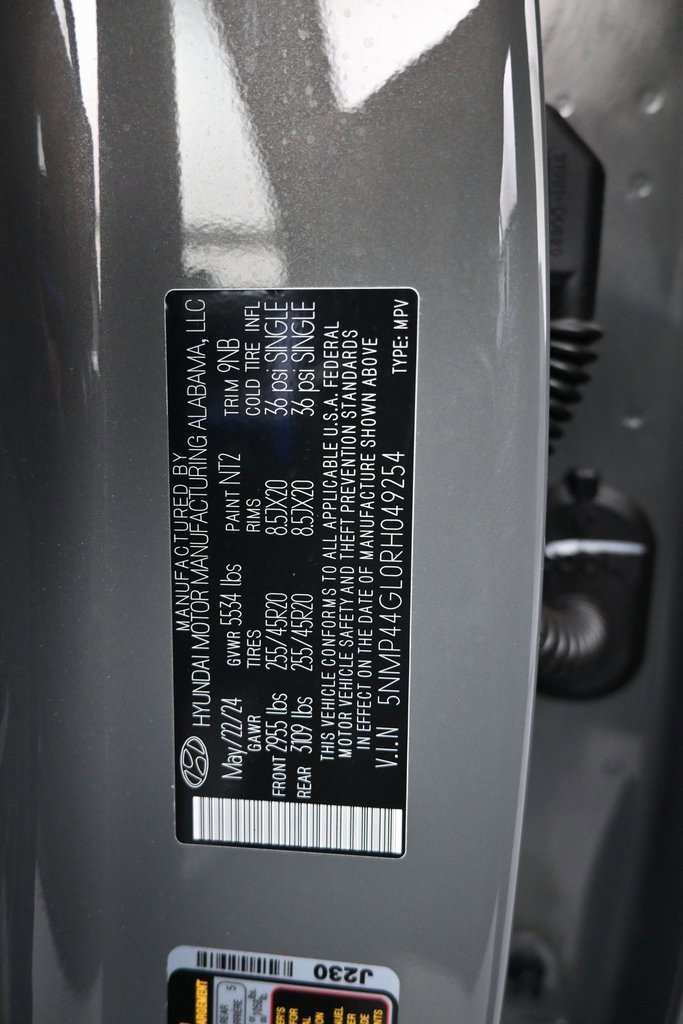 MANUFACTURED BY
HYUNDAI MOTOR MANUFACTURING ALABAMA, LLC
May/22/24 GVWR 5534 lbs PAINT NT2 TRIM 9NB
GAWR TIRES RIMS COLD TIRE INFL
FRONT 2955 lbs 255/45R20 8.5JX20 36 psi SINGLE
REAR 3109 lbs 255/45R20 8.5JX20 36 psi SINGLE
THIS VEHICLE CONFORMS TO ALL APPLICABLE U.S.A. FEDERAL
MOTOR VEHICLE SAFETY AND THEFT PREVENTION STANDARDS
IN EFFECT ON THE DATE OF MANUFACTURE SHOWN ABOVE
V.I.N 5NMP44GL0RH049254 TYPE: MPV
J230